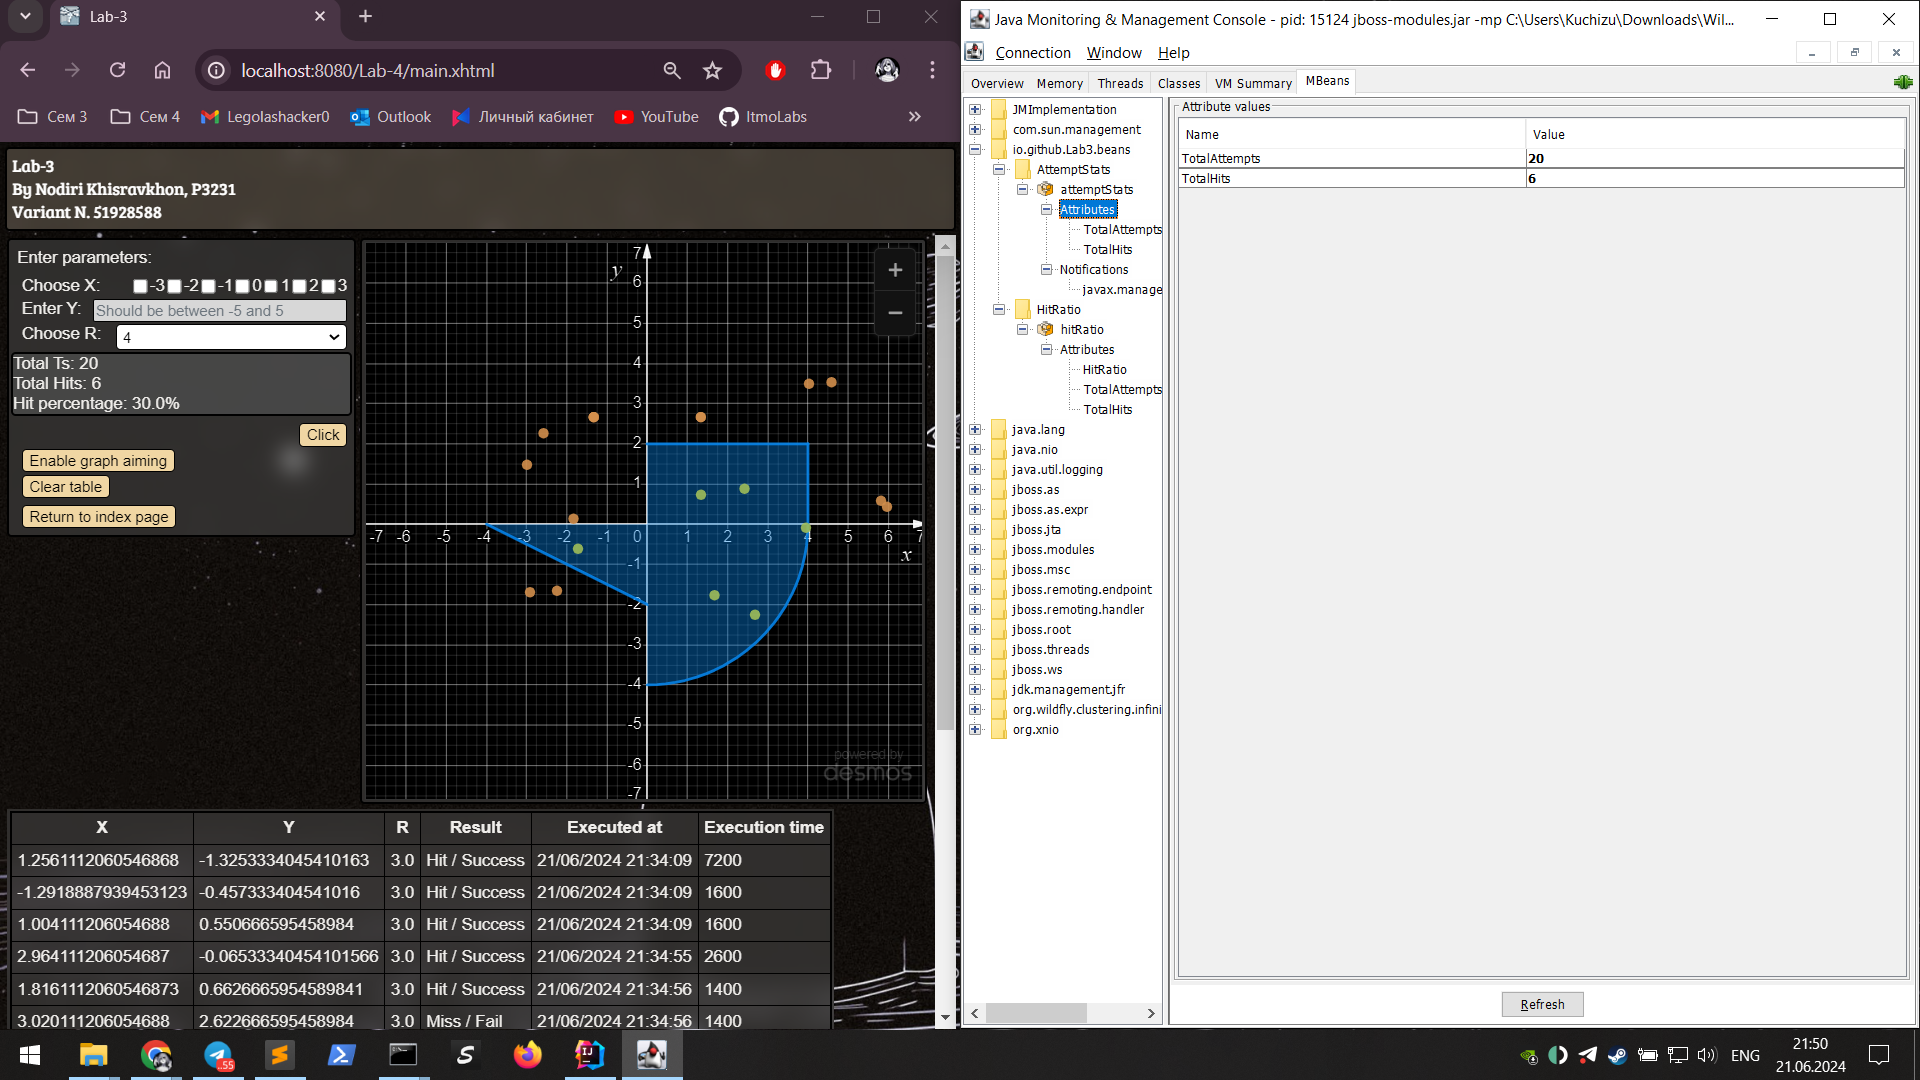 Lab-3
localhost:8080/Lab-4/main.xhtml
Сем 3
Сем 4
Legolashacker0
Outlook
Личный кабинет
YouTube
ItmoLabs
Lab-3
By Nodiri Khisravkhon, P3231
Variant N. 51928588
Enter parameters:
Choose X: -3 -2 -1 0 1 2 3
Enter Y: Should be between -5 and 5
Choose R: 4
Total Ts: 20
Total Hits: 6
Hit percentage: 30.0%
Click
Enable graph aiming
Clear table
Return to index page
y
7
6
5
4
3
2
1
-7 -6 -5 -4 -3 -2 -1 0 1 2 3 4 5 6 7
x
-1
-2
-3
-4
-5
-6
-7
+
−
powered by
desmos
X Y R Result Executed at Execution time
1.2561112060546868 -1.3253334045410163 3.0 Hit / Success 21/06/2024 21:34:09 7200
-1.2918887939453123 -0.457333404541016 3.0 Hit / Success 21/06/2024 21:34:09 1600
1.004111206054688 0.550666595458984 3.0 Hit / Success 21/06/2024 21:34:09 1600
2.964111206054687 -0.06533340454101566 3.0 Hit / Success 21/06/2024 21:34:55 2600
1.8161112060546873 0.6626665954589841 3.0 Hit / Success 21/06/2024 21:34:56 1400
3.020111206054688 2.622666595458984 3.0 Miss / Fail 21/06/2024 21:34:56 1400
Java Monitoring & Management Console - pid: 15124 jboss-modules.jar -mp C:\Users\Kuchizu\Downloads\Wil...
Connection Window Help
Overview Memory Threads Classes VM Summary MBeans
JMImplementation
com.sun.management
io.github.Lab3.beans
AttemptStats
attemptStats
Attributes
TotalAttempts
TotalHits
Notifications
javax.manage
HitRatio
hitRatio
Attributes
HitRatio
TotalAttempts
TotalHits
java.lang
java.nio
java.util.logging
jboss.as
jboss.as.expr
jboss.jta
jboss.modules
jboss.msc
jboss.remoting.endpoint
jboss.remoting.handler
jboss.root
jboss.threads
jboss.ws
jdk.management.jfr
org.wildfly.clustering.infini
org.xnio
Attribute values
Name Value
TotalAttempts 20
TotalHits 6
Refresh
55
ENG
21:50
21.06.2024